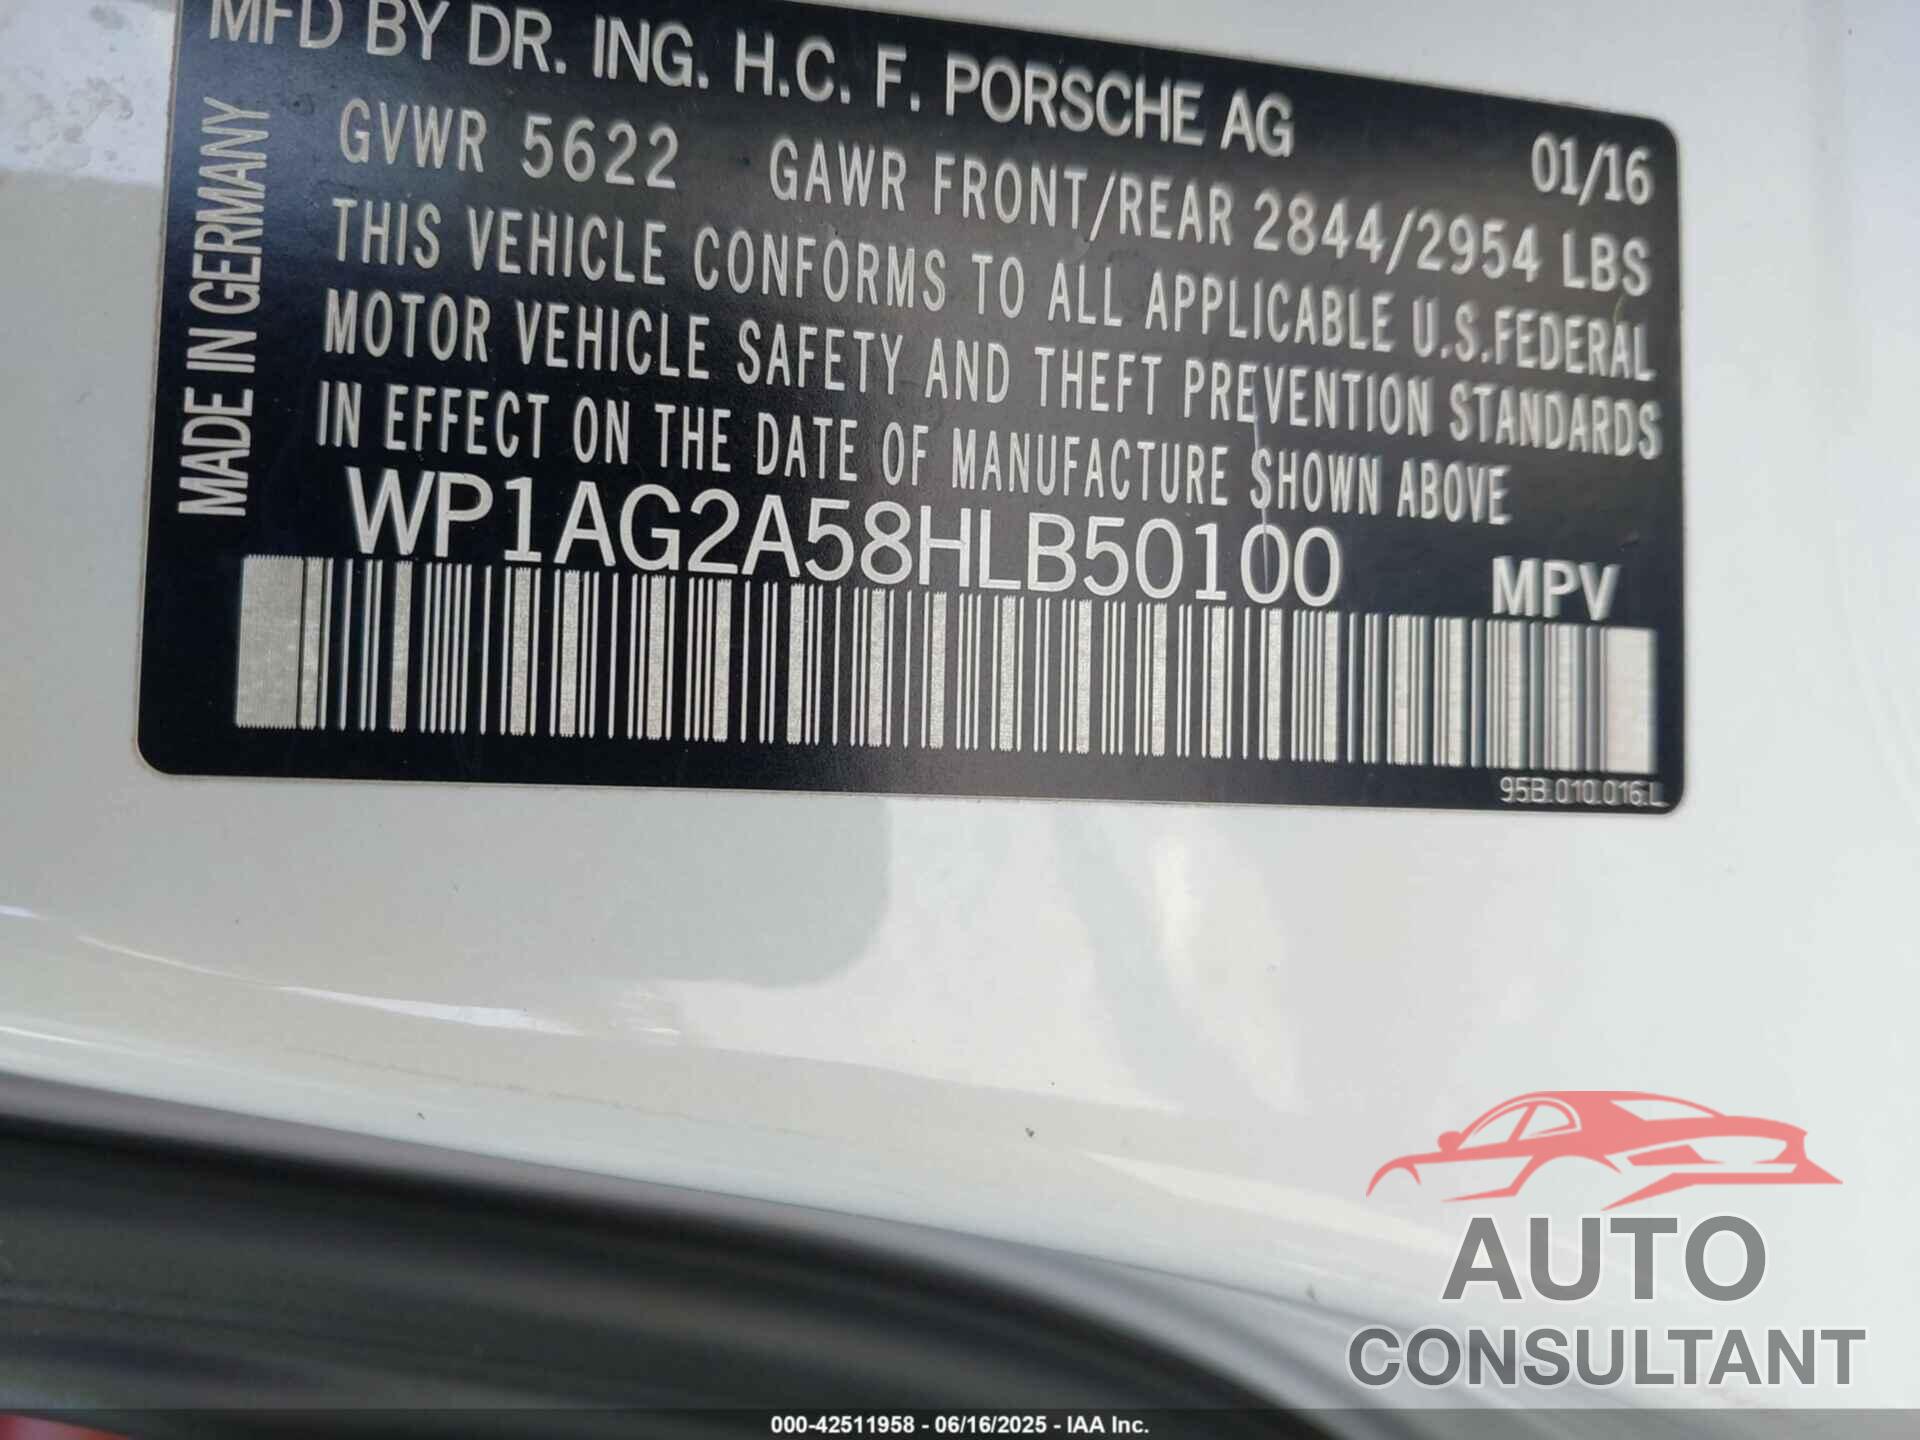 MFD BY DR. ING. H.C. F. PORSCHE AG 01/16
GVWR 5622 GAWR FRONT/REAR 2844/2954 LBS
THIS VEHICLE CONFORMS TO ALL APPLICABLE U.S.FEDERAL
MOTOR VEHICLE SAFETY AND THEFT PREVENTION STANDARDS
IN EFFECT ON THE DATE OF MANUFACTURE SHOWN ABOVE
WP1AG2A58HLB50100 MPV
MADE IN GERMANY
95B.010.016.L
AUTO
CONSULTANT
000-42511958 - 06/16/2025 - IAA Inc.